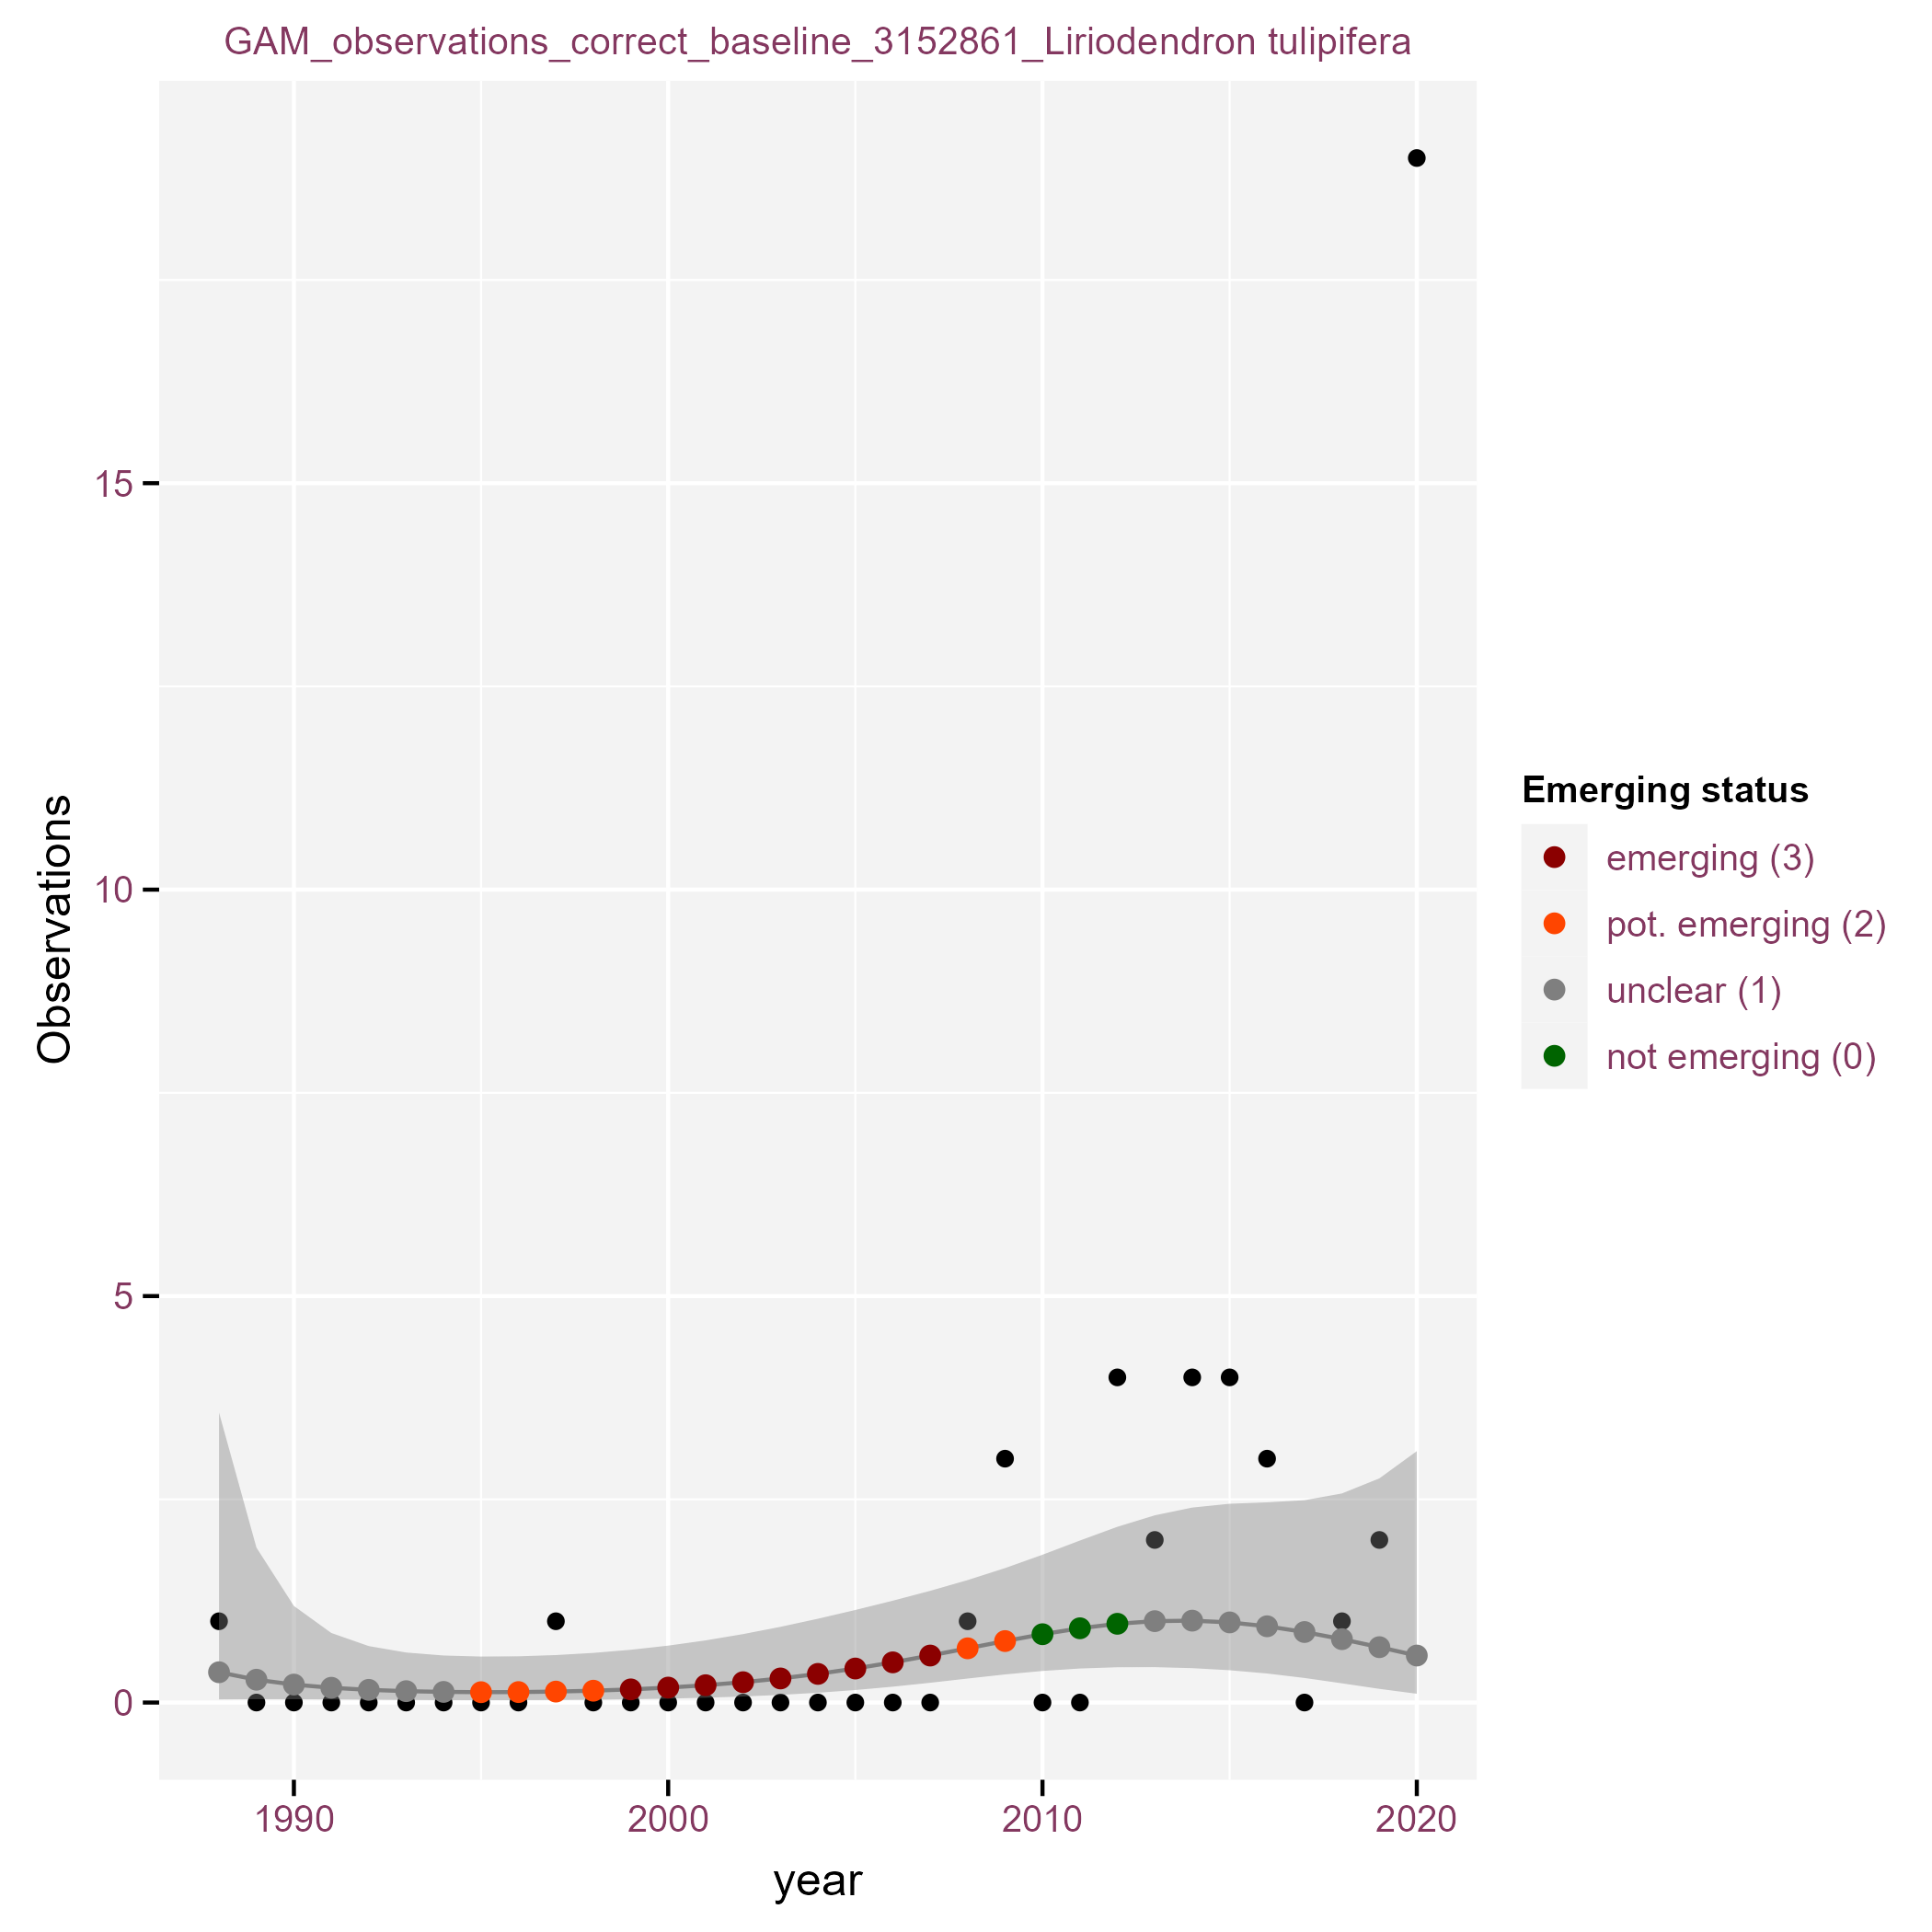 GAM_observations_correct_baseline_3152861_Liriodendron tulipifera
15
10
5
0
Observations
1990
2000
2010
2020
year
Emerging status
emerging (3)
pot. emerging (2)
unclear (1)
not emerging (0)